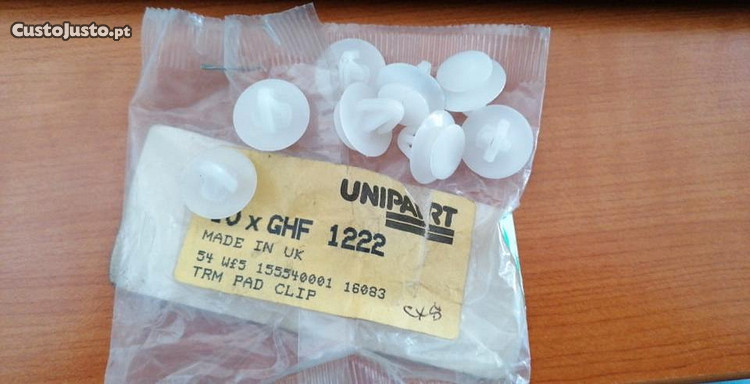 CustoJusto.pt
UNIPART
x GHF 1222
MADE IN UK
54 Wf5 155540001 16083
TRM PAD CLIP